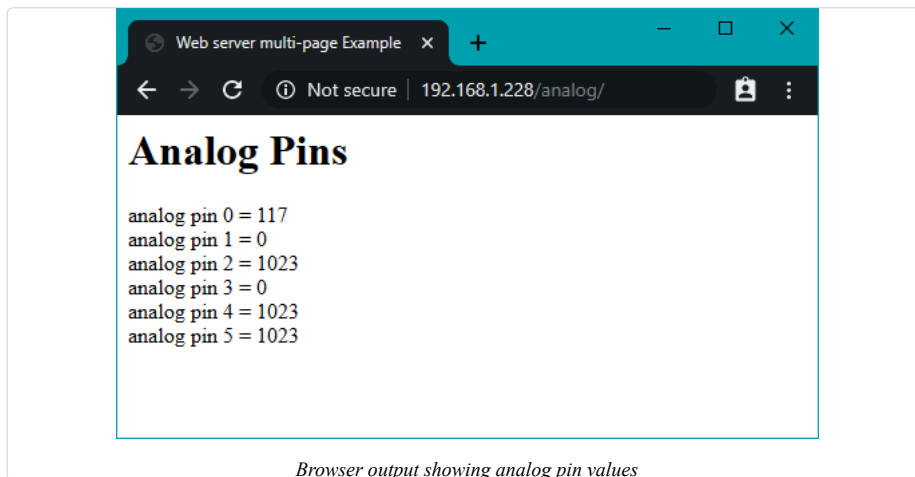 Web server multi-page Example
Not secure | 192.168.1.228/analog/
Analog Pins
analog pin 0 = 117
analog pin 1 = 0
analog pin 2 = 1023
analog pin 3 = 0
analog pin 4 = 1023
analog pin 5 = 1023
Browser output showing analog pin values